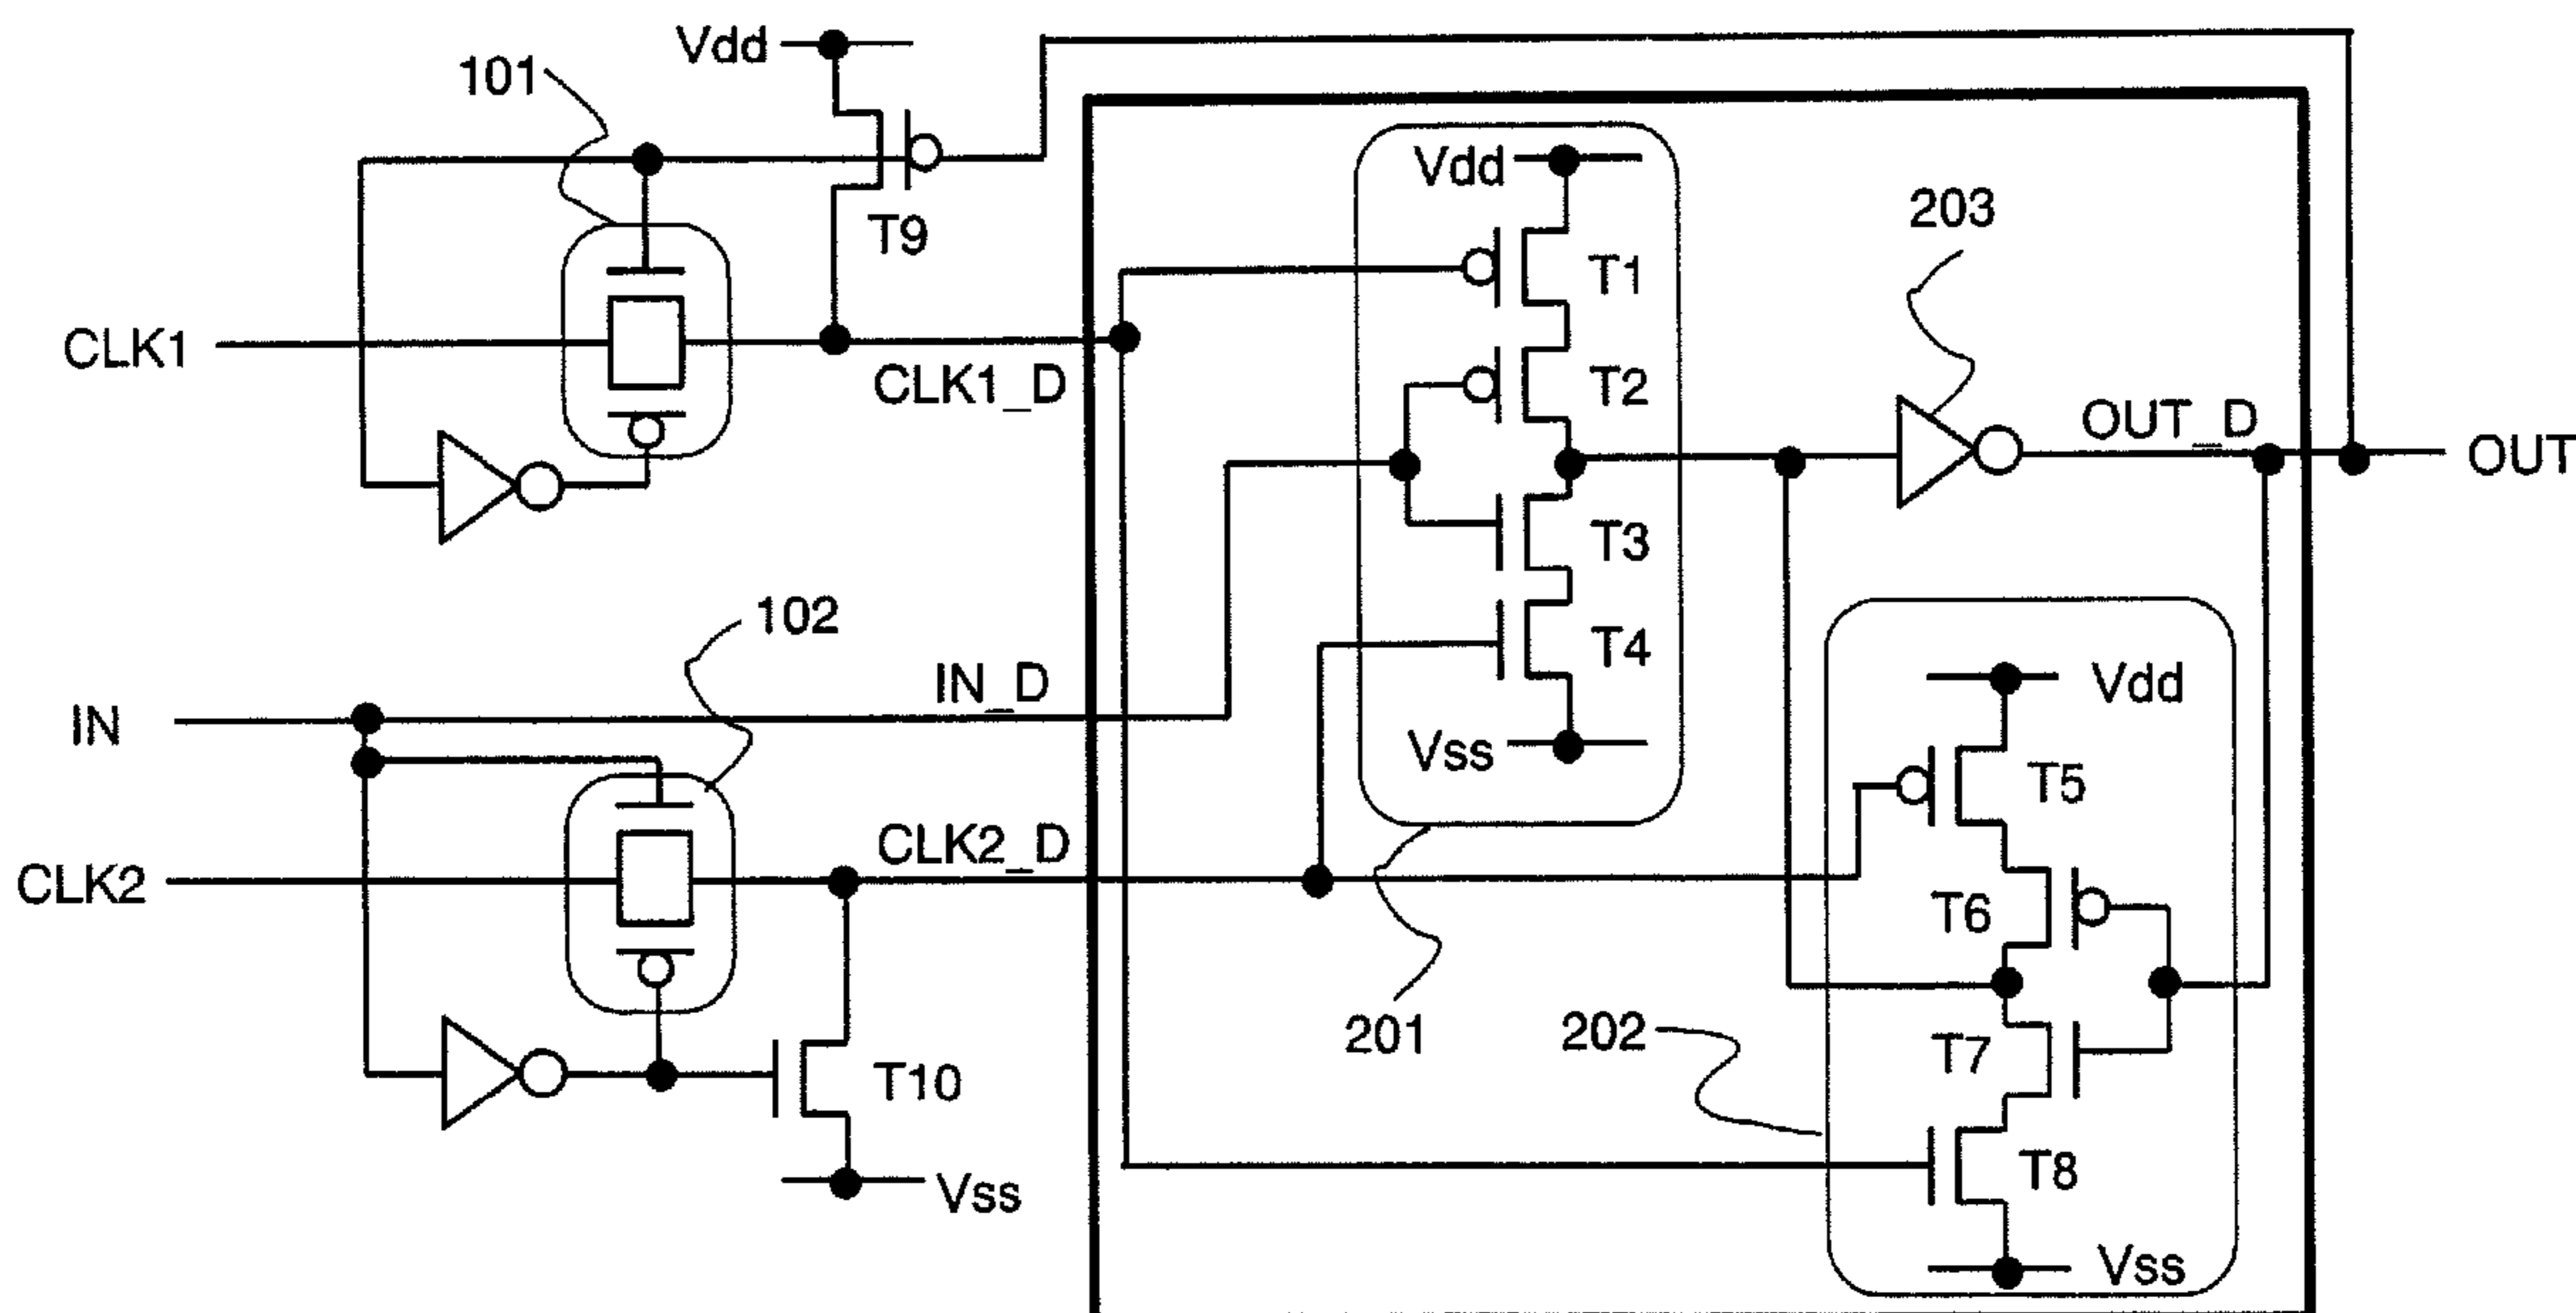 Vdd
101
T9
CLK1
CLK1_D
Vdd
T1
T2
T3
T4
Vss
201
203
OUT_D
OUT
102
IN
IN_D
CLK2
CLK2_D
T10
Vss
202
Vdd
T5
T6
T7
T8
Vss